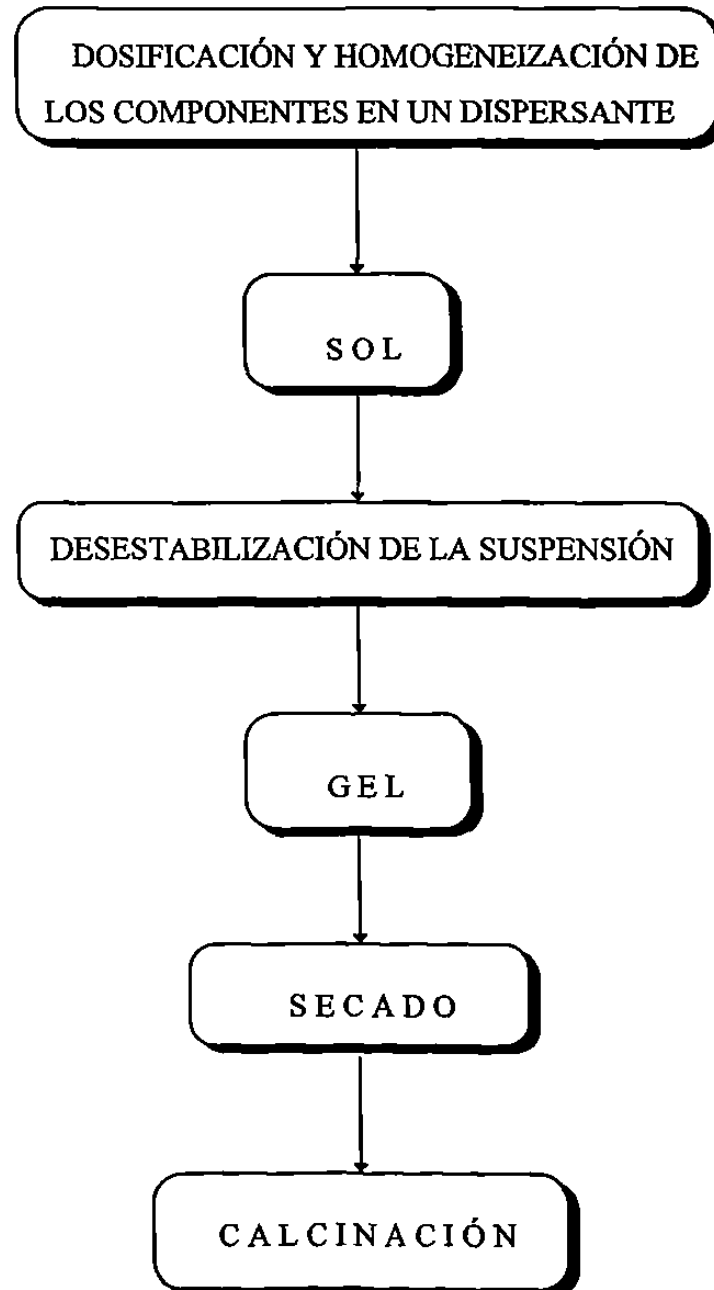 DOSIFICACIÓN Y HOMOGENEIZACIÓN DE
LOS COMPONENTES EN UN DISPERSANTE
SOL
DESESTABILIZACIÓN DE LA SUSPENSIÓN
GEL
SECADO
CALCINACIÓN